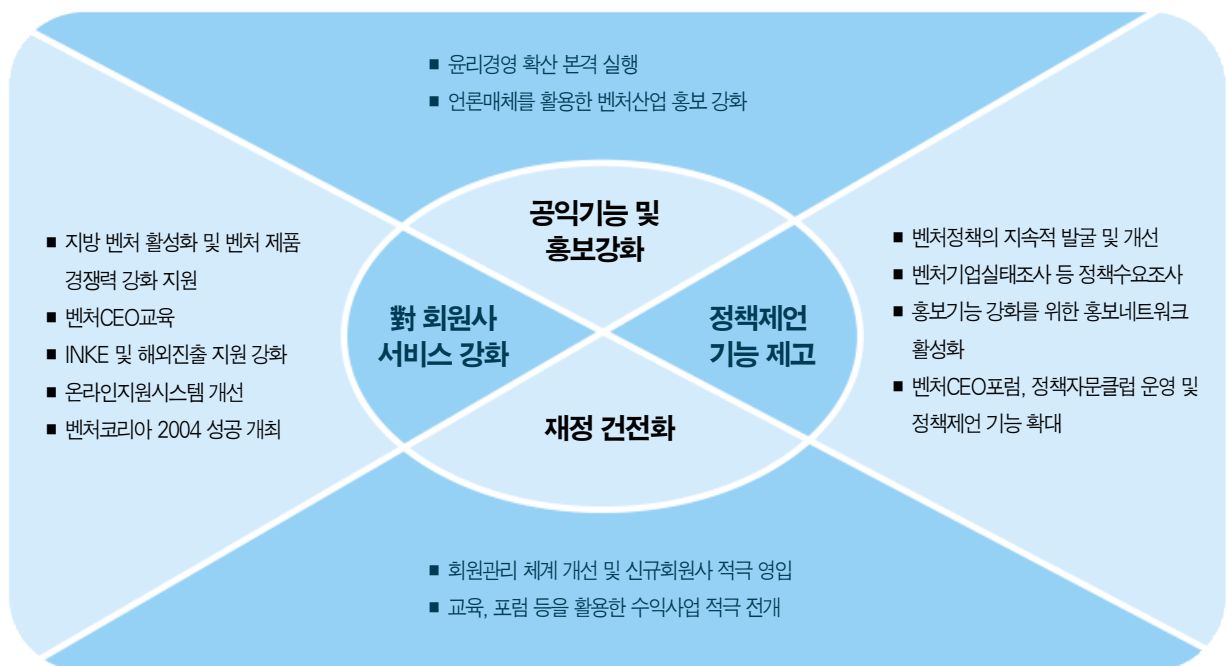 ■ 윤리경영 확산 본격 실행
■ 언론매체를 활용한 벤처산업 홍보 강화
공익기능 및
홍보강화
■ 지방 벤처 활성화 및 벤처 제품
경쟁력 강화 지원
■ 벤처CEO교육
■ INKE 및 해외진출 지원 강화
■ 온라인지원시스템 개선
■ 벤처코리아 2004 성공 개최
對 회원사
서비스 강화
정책제언
기능 제고
■ 벤처정책의 지속적 발굴 및 개선
■ 벤처기업실태조사 등 정책수요조사
■ 홍보기능 강화를 위한 홍보네트워크
활성화
■ 벤처CEO포럼, 정책자문클럽 운영 및
정책제언 기능 확대
재정 건전화
■ 회원관리 체계 개선 및 신규회원사 적극 영입
■ 교육, 포럼 등을 활용한 수익사업 적극 전개